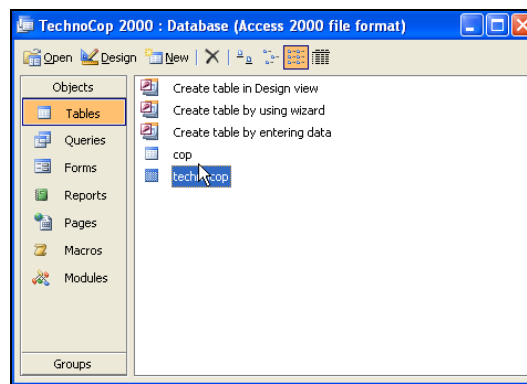 TechnoCop 2000 : Database (Access 2000 file format)
Open Design New
Objects
Tables
Queries
Forms
Reports
Pages
Macros
Modules
Groups
Create table in Design view
Create table by using wizard
Create table by entering data
cop
technocop